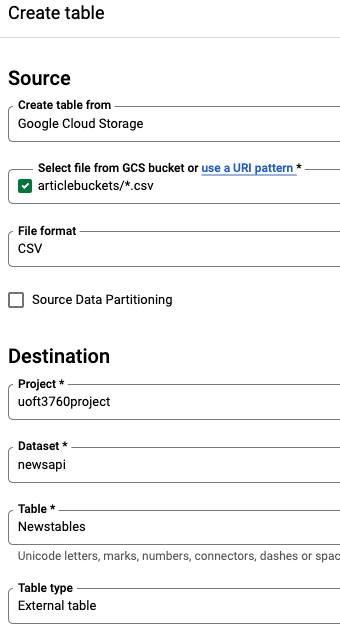 Create table
Source
Create table from
Google Cloud Storage
Select file from GCS bucket or use a URI pattern *
articlebuckets/*.csv
File format
CSV
Source Data Partitioning
Destination
Project *
uoft3760project
Dataset *
newsapi
Table *
Newstables
Unicode letters, marks, numbers, connectors, dashes or spac
Table type
External table